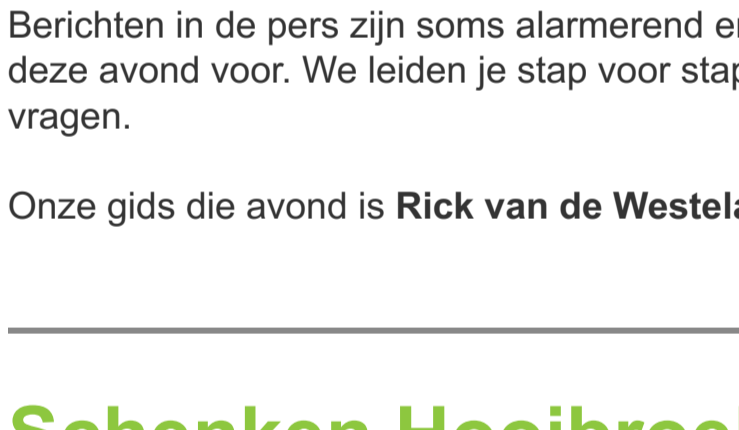 Berichten in de pers zijn soms alarmerend
deze avond voor. We leiden je stap voor
vragen.
Onze gids die avond is Rick van de
Schenken